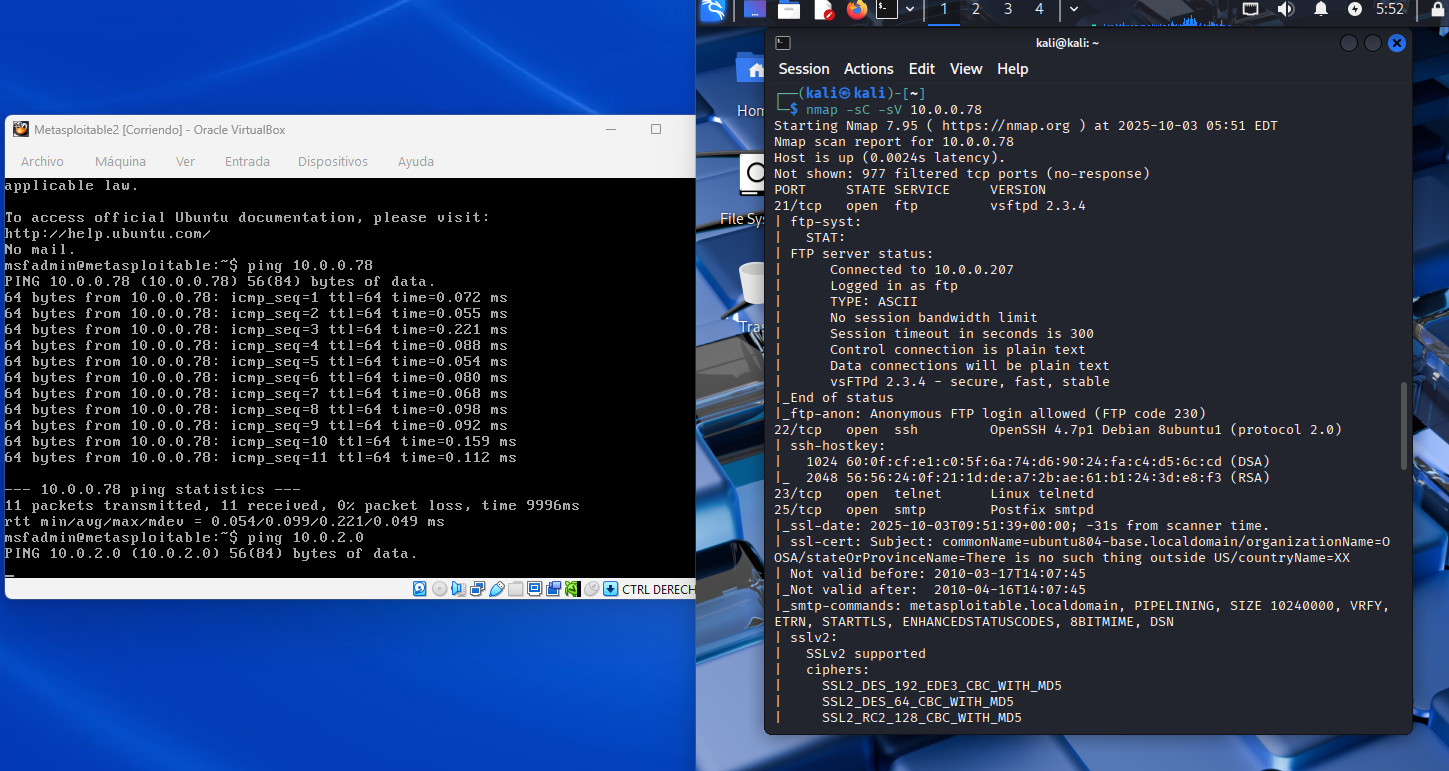 Metasploitable2 [Corriendo] - Oracle VirtualBox
Archivo Máquina Ver Entrada Dispositivos Ayuda
applicable law.
To access official Ubuntu documentation, please visit:
http://help.ubuntu.com/
No mail.
msfadmin@metasploitable:~$ ping 10.0.0.78
PING 10.0.0.78 (10.0.0.78) 56(84) bytes of data.
64 bytes from 10.0.0.78: icmp_seq=1 ttl=64 time=0.072 ms
64 bytes from 10.0.0.78: icmp_seq=2 ttl=64 time=0.055 ms
64 bytes from 10.0.0.78: icmp_seq=3 ttl=64 time=0.221 ms
64 bytes from 10.0.0.78: icmp_seq=4 ttl=64 time=0.088 ms
64 bytes from 10.0.0.78: icmp_seq=5 ttl=64 time=0.054 ms
64 bytes from 10.0.0.78: icmp_seq=6 ttl=64 time=0.080 ms
64 bytes from 10.0.0.78: icmp_seq=7 ttl=64 time=0.068 ms
64 bytes from 10.0.0.78: icmp_seq=8 ttl=64 time=0.098 ms
64 bytes from 10.0.0.78: icmp_seq=9 ttl=64 time=0.092 ms
64 bytes from 10.0.0.78: icmp_seq=10 ttl=64 time=0.159 ms
64 bytes from 10.0.0.78: icmp_seq=11 ttl=64 time=0.112 ms
--- 10.0.0.78 ping statistics ---
11 packets transmitted, 11 received, 0% packet loss, time 9996ms
rtt min/avg/max/mdev = 0.054/0.099/0.221/0.049 ms
msfadmin@metasploitable:~$ ping 10.0.2.0
PING 10.0.2.0 (10.0.2.0) 56(84) bytes of data.
CTRL DERECH
1 2 3 4 5:52
Hom
File Sy
Tras
kali@kali: ~
Session Actions Edit View Help
┌──(kali㉿kali)-[~]
└─$ nmap -sC -sV 10.0.0.78
Starting Nmap 7.95 ( https://nmap.org ) at 2025-10-03 05:51 EDT
Nmap scan report for 10.0.0.78
Host is up (0.0024s latency).
Not shown: 977 filtered tcp ports (no-response)
PORT STATE SERVICE VERSION
21/tcp open ftp vsftpd 2.3.4
| ftp-syst:
| STAT:
| FTP server status:
| Connected to 10.0.0.207
| Logged in as ftp
| TYPE: ASCII
| No session bandwidth limit
| Session timeout in seconds is 300
| Control connection is plain text
| Data connections will be plain text
| vsFTPd 2.3.4 - secure, fast, stable
|_End of status
|_ftp-anon: Anonymous FTP login allowed (FTP code 230)
22/tcp open ssh OpenSSH 4.7p1 Debian 8ubuntu1 (protocol 2.0)
| ssh-hostkey:
| 1024 60:0f:cf:e1:c0:5f:6a:74:d6:90:24:fa:c4:d5:6c:cd (DSA)
|_ 2048 56:56:24:0f:21:1d:de:a7:2b:ae:61:b1:24:3d:e8:f3 (RSA)
23/tcp open telnet Linux telnetd
25/tcp open smtp Postfix smtpd
|_ssl-date: 2025-10-03T09:51:39+00:00; -31s from scanner time.
| ssl-cert: Subject: commonName=ubuntu804-base.localdomain/organizationName=O
OSA/stateOrProvinceName=There is no such thing outside US/countryName=XX
| Not valid before: 2010-03-17T14:07:45
|_Not valid after: 2010-04-16T14:07:45
|_smtp-commands: metasploitable.localdomain, PIPELINING, SIZE 10240000, VRFY,
ETRN, STARTTLS, ENHANCEDSTATUSCODES, 8BITMIME, DSN
| sslv2:
| SSLv2 supported
| ciphers:
| SSL2_DES_192_EDE3_CBC_WITH_MD5
| SSL2_DES_64_CBC_WITH_MD5
| SSL2_RC2_128_CBC_WITH_MD5